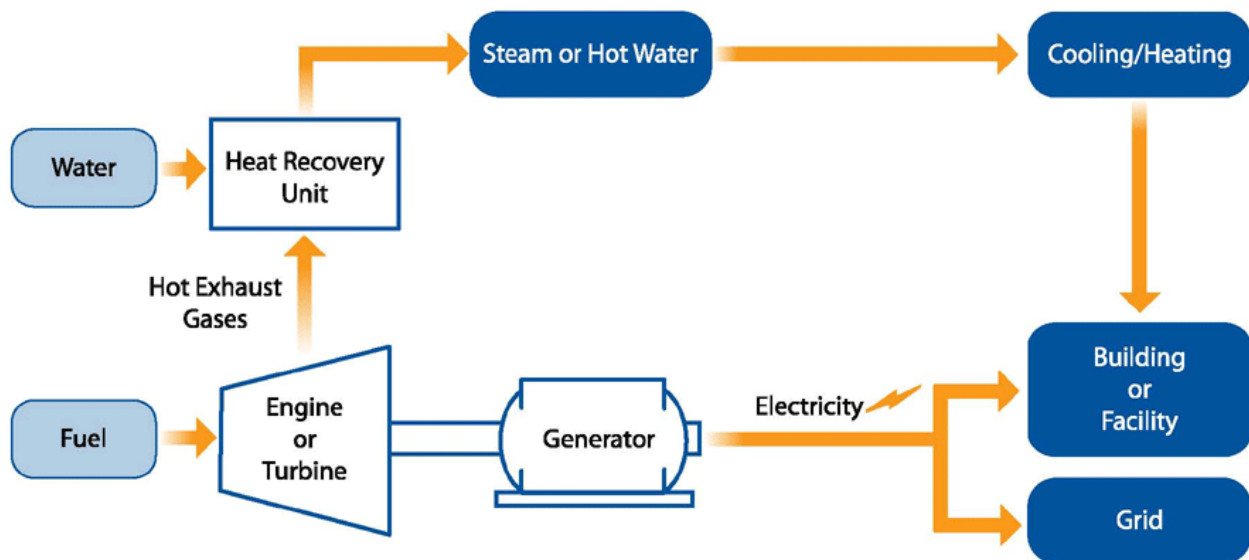 Steam or Hot Water
Cooling/Heating
Water
Heat Recovery
Unit
Hot Exhaust
Gases
Building
or
Facility
Engine
or
Turbine
Generator
Electricity
Fuel
Grid